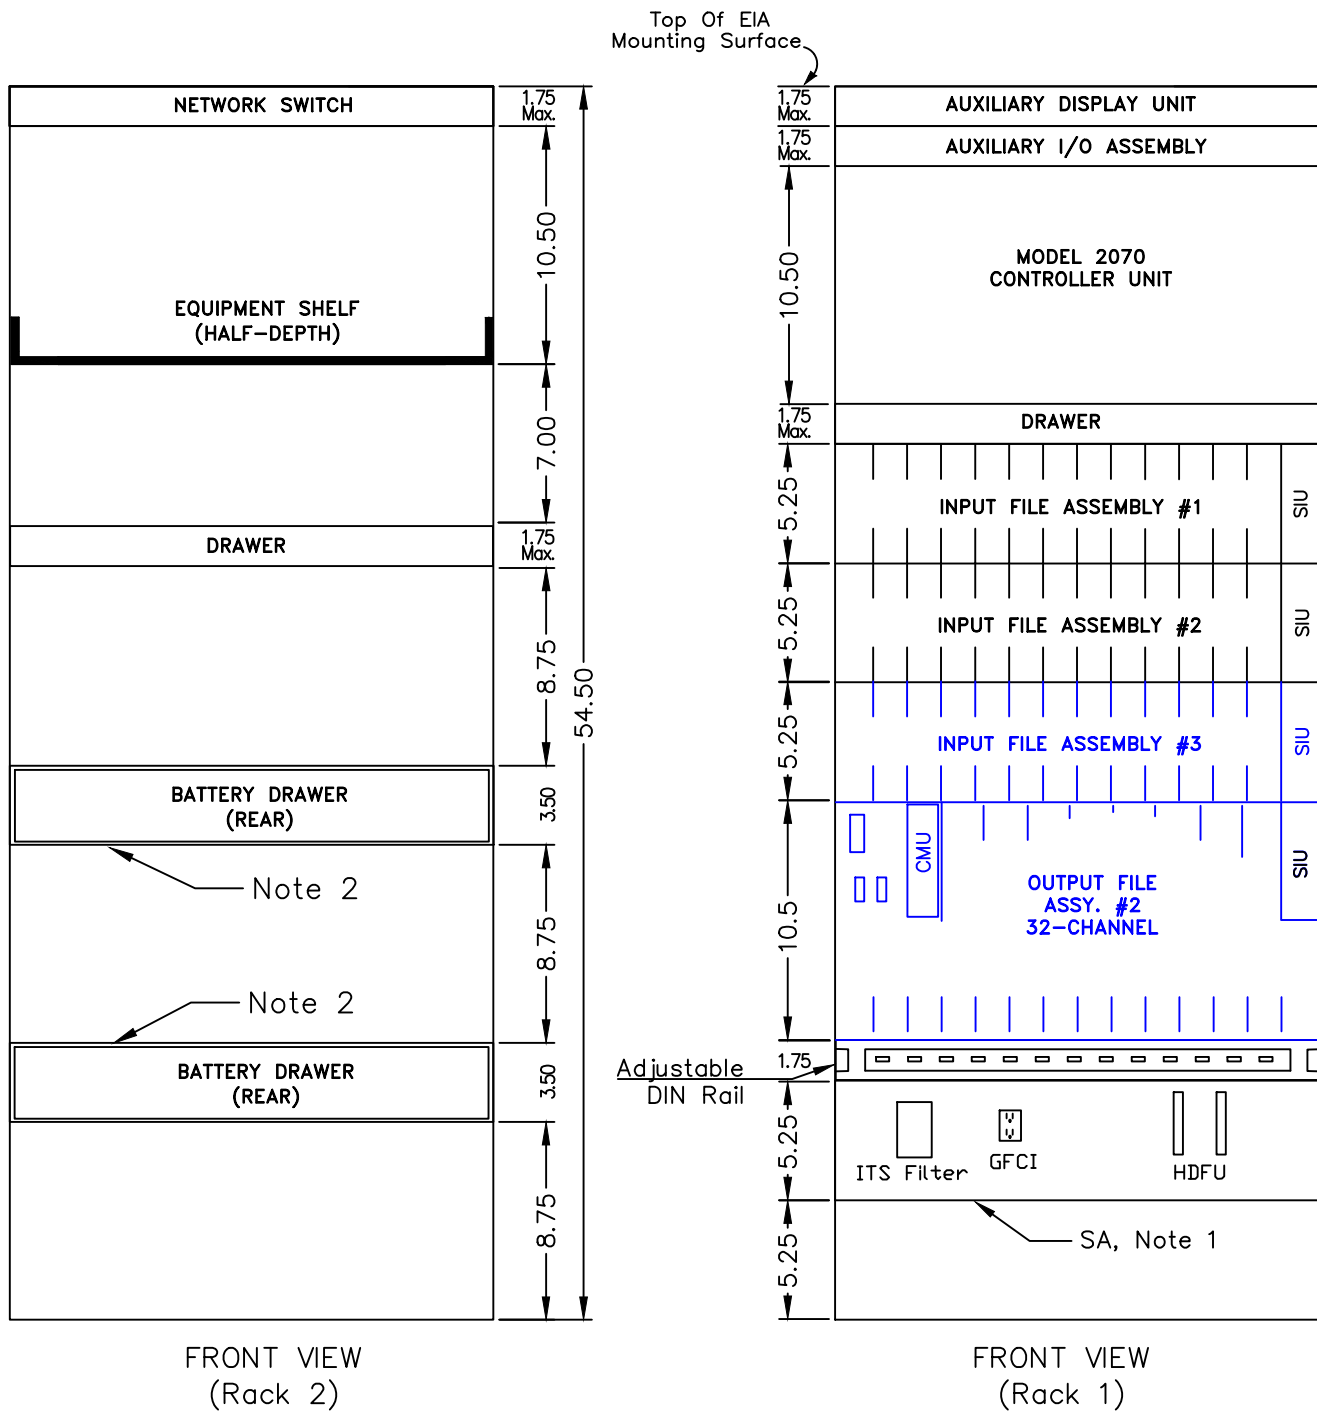 Top Of EIA
Mounting Surface
NETWORK SWITCH
1.75
Max.
10.50
EQUIPMENT SHELF
(HALF-DEPTH)
7.00
DRAWER
1.75
Max.
8.75
54.50
BATTERY DRAWER
(REAR)
3.50
Note 2
8.75
Note 2
BATTERY DRAWER
(REAR)
3.50
8.75
FRONT VIEW
(Rack 2)
1.75
Max.
AUXILIARY DISPLAY UNIT
1.75
Max.
AUXILIARY I/O ASSEMBLY
10.50
MODEL 2070
CONTROLLER UNIT
1.75
Max.
DRAWER
5.25
INPUT FILE ASSEMBLY #1
SIU
5.25
INPUT FILE ASSEMBLY #2
SIU
5.25
INPUT FILE ASSEMBLY #3
SIU
10.5
CMU
OUTPUT FILE
ASSY. #2
32-CHANNEL
SIU
Adjustable
DIN Rail
1.75
5.25
ITS Filter
GFCI
HDFU
5.25
SA, Note 1
FRONT VIEW
(Rack 1)